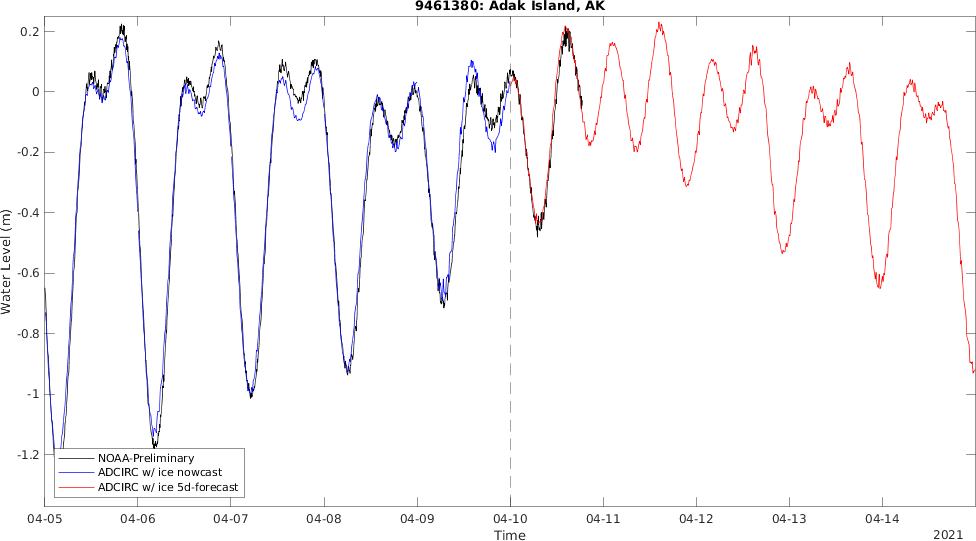 9461380: Adak Island, AK
Water Level (m)
0.2
0
-0.2
-0.4
-0.6
-0.8
-1
-1.2
NOAA-Preliminary
ADCIRC w/ ice nowcast
ADCIRC w/ ice 5d-forecast
04-05 04-06 04-07 04-08 04-09 04-10 04-11 04-12 04-13 04-14
Time
2021